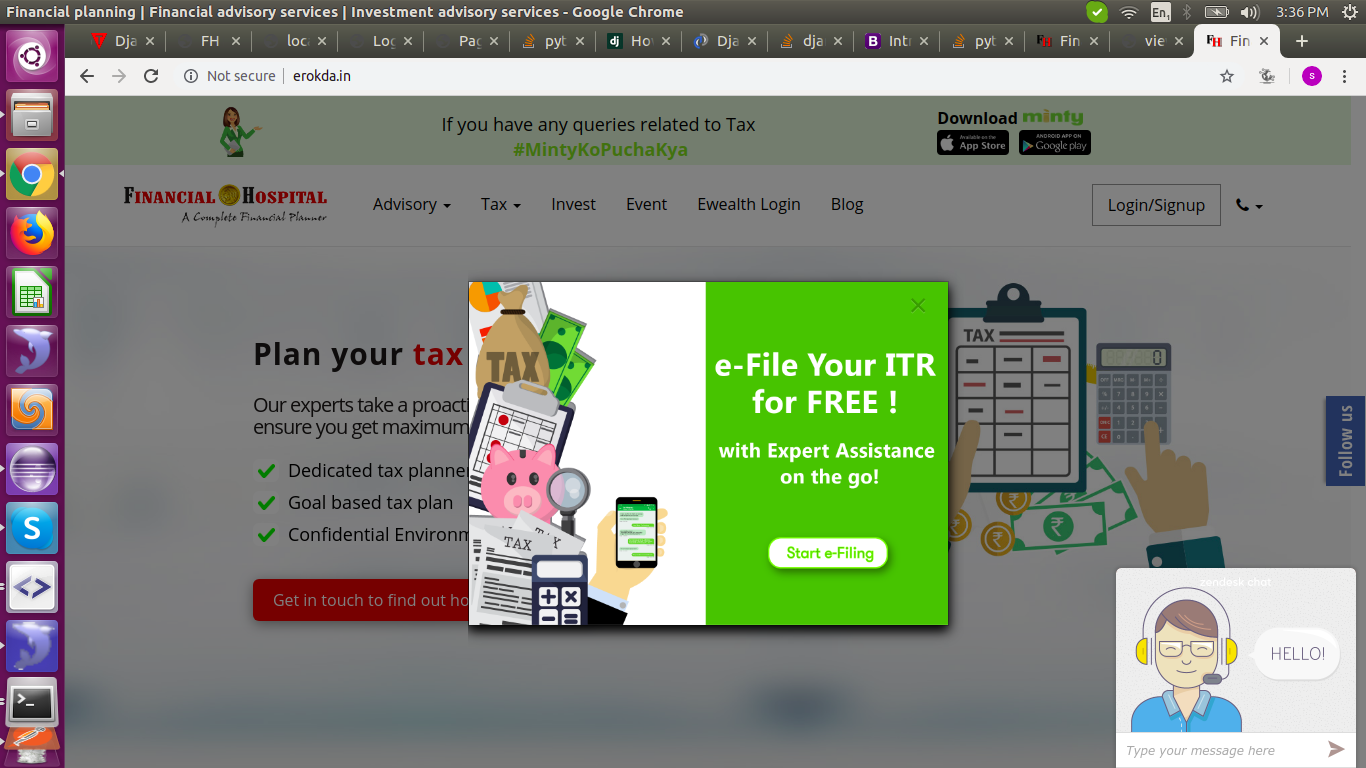 Financial planning | Financial advisory services | Investment advisory services - Google Chrome
En1
3:36 PM
Dja
FH
loca
Log
Pag
pyt
Hov
Dja
dja
Intr
pyt
Fin
vie
Fin
Not secure
erokda.in
S
If you have any queries related to Tax
#MintyKoPuchaKya
Download minty
Available on the
App Store
ANDROID APP ON
Google play
FINANCIAL HOSPITAL
A Complete Financial Planner
Advisory
Tax
Invest
Event
Ewealth Login
Blog
Login/Signup
Plan your tax
Our experts take a proacti
ensure you get maximum
Dedicated tax planne
Goal based tax plan
Confidential Environm
Get in touch to find out ho
TAX
TAX
TAX
e-File Your ITR
for FREE !
with Expert Assistance
on the go!
Start e-Filing
TAX
0
Follow us
zendesk chat
HELLO!
Type your message here